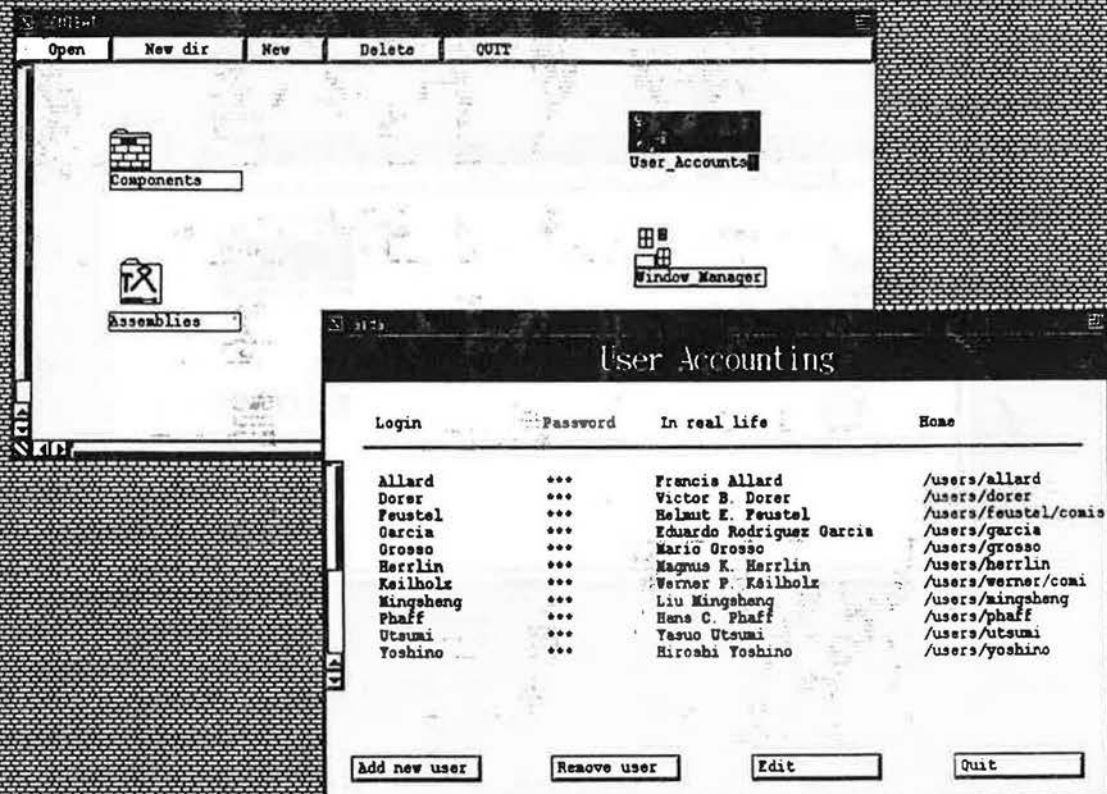 Open New dir New Delete QUIT
Components
User_Accounts
Window_Manager
Assemblies
User Accounting
Login Password In real life Home
Allard *** Francis Allard /users/allard
Dorer *** Victor B. Dorer /users/dorer
Feustel *** Helmut E. Feustel /users/feustel/comis
Garcia *** Eduardo Rodriguez Garcia /users/garcia
Grosso *** Mario Grosso /users/grosso
Herrlin *** Magnus K. Herrlin /users/herrlin
Keilholz *** Werner P. Keilholz /users/werner/comi
Mingsheng *** Liu Mingsheng /users/mingsheng
Phaff *** Hans C. Phaff /users/phaff
Utsumi *** Yasuo Utsumi /users/utsumi
Yoshino *** Hiroshi Yoshino /users/yoshino
Add new user Remove user Edit Quit